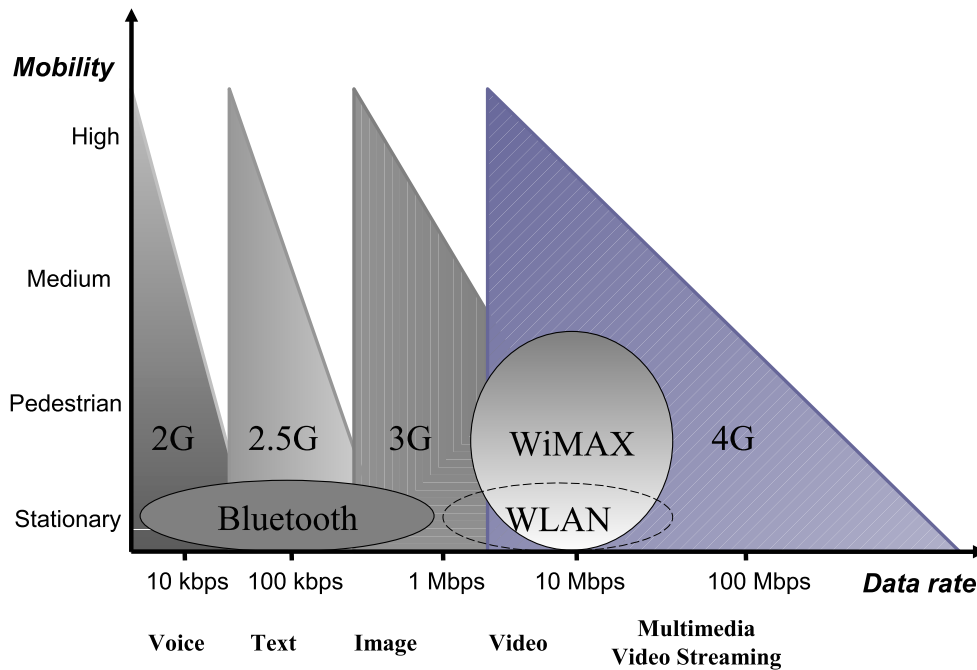 Mobility
High
Medium
Pedestrian
Stationary
2G
2.5G
3G
WiMAX
4G
Bluetooth
WLAN
10 kbps
100 kbps
1 Mbps
10 Mbps
100 Mbps
Data rate
Voice
Text
Image
Video
Multimedia
Video Streaming